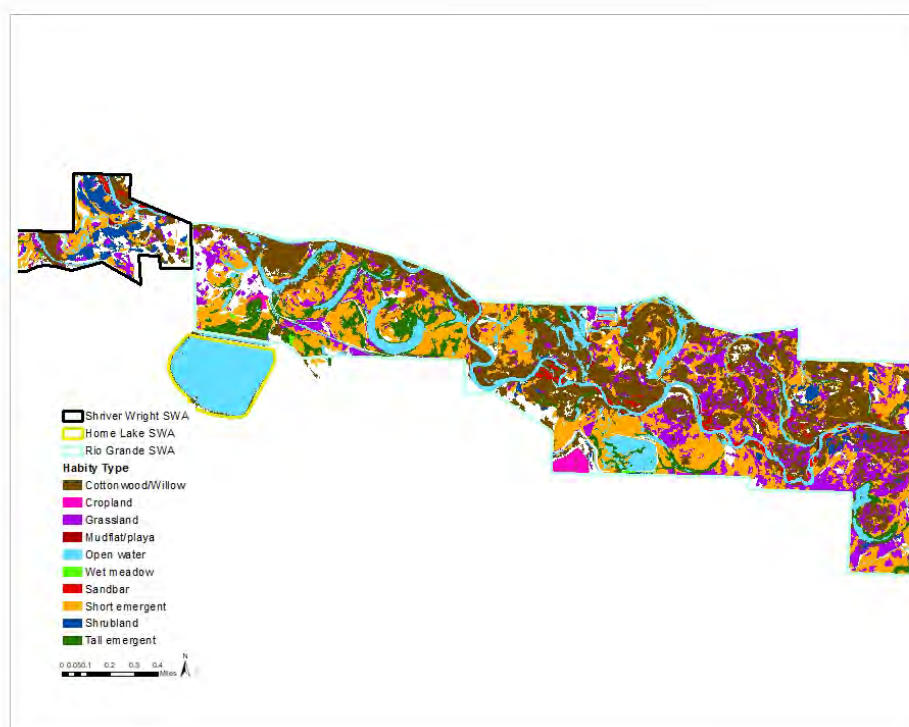 Shriver Wright SWA
Home Lake SWA
Rio Grande SWA
Habity Type
Cottonwood/Willow
Cropland
Grassland
Mudflat/playa
Open water
Wet meadow
Sandbar
Short emergent
Shrubland
Tall emergent
N
0 0.050.1 0.2 0.3 0.4
Miles